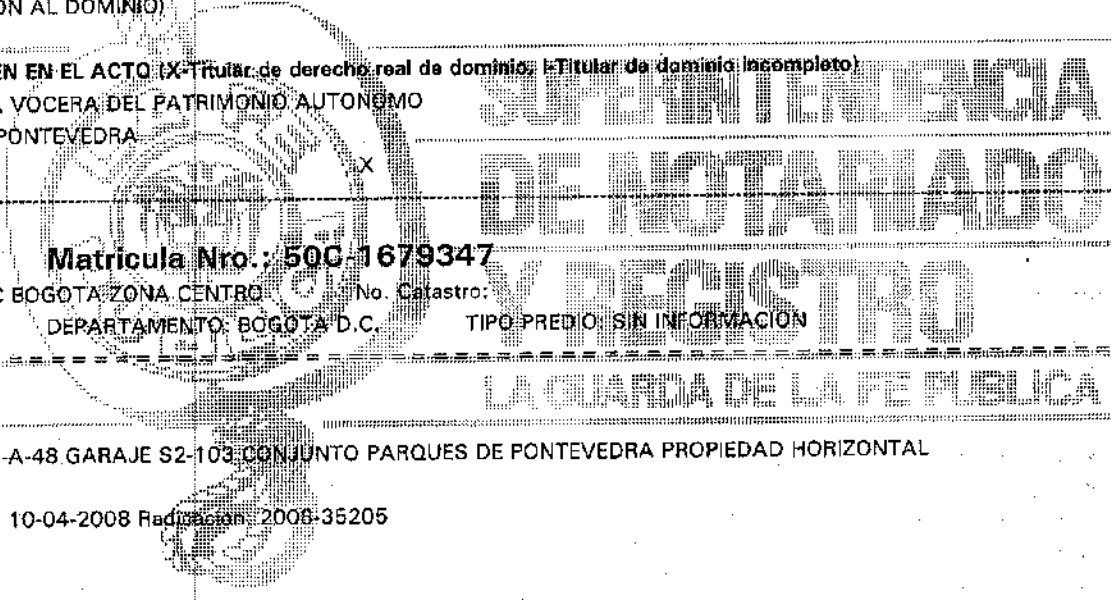 ON AL DOMINIO)
EN EN EL ACTO (X-Titular de derecho real de dominio, I-Titular de dominio incompleto)
VOCERA DEL PATRIMONIO AUTONOMO
PONTEVEDRA
X
SUPERINTENDENCIA
DE NOTARIADO
Y REGISTRO
LA GUARDA DE LA FE PUBLICA
Matricula Nro.: 50C-1679347
C BOGOTA ZONA CENTRO No. Catastro:
DEPARTAMENTO: BOGOTA D.C. TIPO PREDIO: SIN INFORMACION
-A-48 GARAJE S2-103 CONJUNTO PARQUES DE PONTEVEDRA PROPIEDAD HORIZONTAL
10-04-2008 Radicacion: 2008-35205